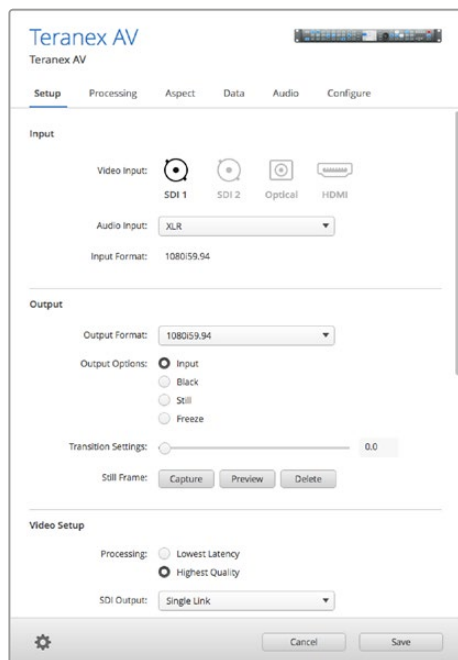 Teranex AV
Teranex AV
Setup Processing Aspect Data Audio Configure
Input
Video Input:
SDI 1 SDI 2 Optical HDMI
Audio Input: XLR
Input Format: 1080i59.94
Output
Output Format: 1080i59.94
Output Options: Input
Black
Still
Freeze
Transition Settings: 0.0
Still Frame: Capture Preview Delete
Video Setup
Processing: Lowest Latency
Highest Quality
SDI Output: Single Link
Cancel Save